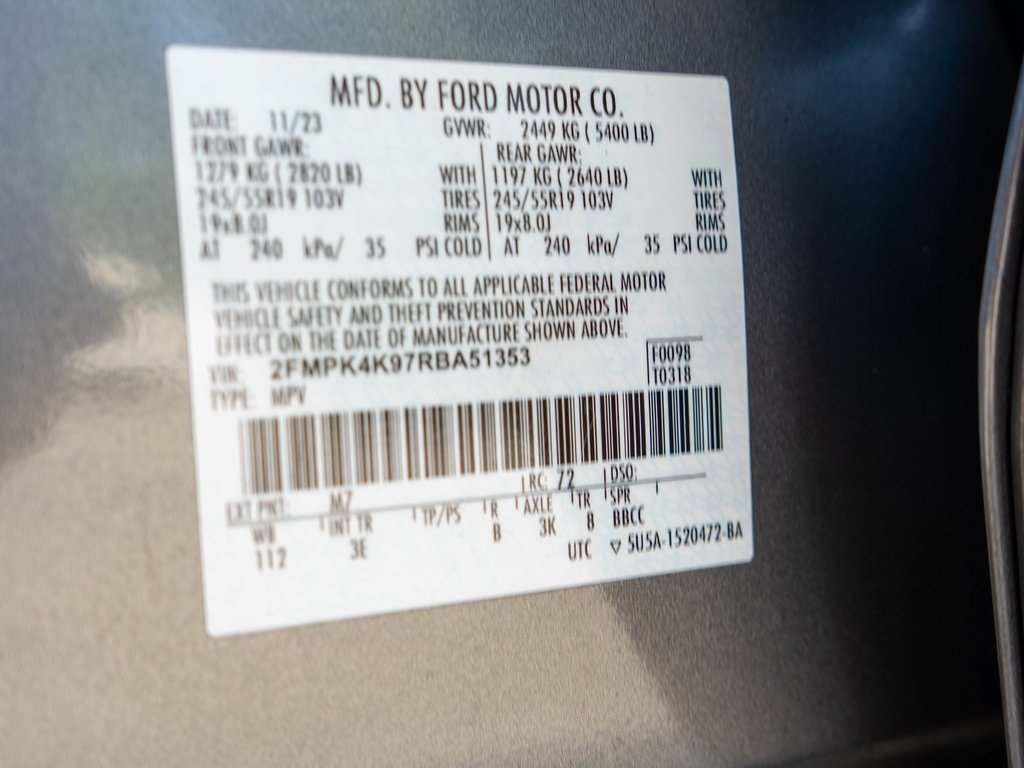 MFD. BY FORD MOTOR CO.
DATE: 11/23 GVWR: 2449 KG ( 5400 LB)
FRONT GAWR: REAR GAWR:
1279 KG ( 2820 LB) WITH 1197 KG ( 2640 LB) WITH
245/55R19 103V TIRES 245/55R19 103V TIRES
19x8.0J RIMS 19x8.0J RIMS
AT 240 kPa/ 35 PSI COLD AT 240 kPa/ 35 PSI COLD
THIS VEHICLE CONFORMS TO ALL APPLICABLE FEDERAL MOTOR
VEHICLE SAFETY AND THEFT PREVENTION STANDARDS IN
EFFECT ON THE DATE OF MANUFACTURE SHOWN ABOVE.
VIN: 2FMPK4K97RBA51353 F0098
TYPE: MPV T0318
EXT PNT: M7 RC: 72 DSO:
WB INT TR TP/PS R AXLE TR SPR
112 3E B 3K 8 BBCC
UTC ▽ 5U5A-1520472-BA